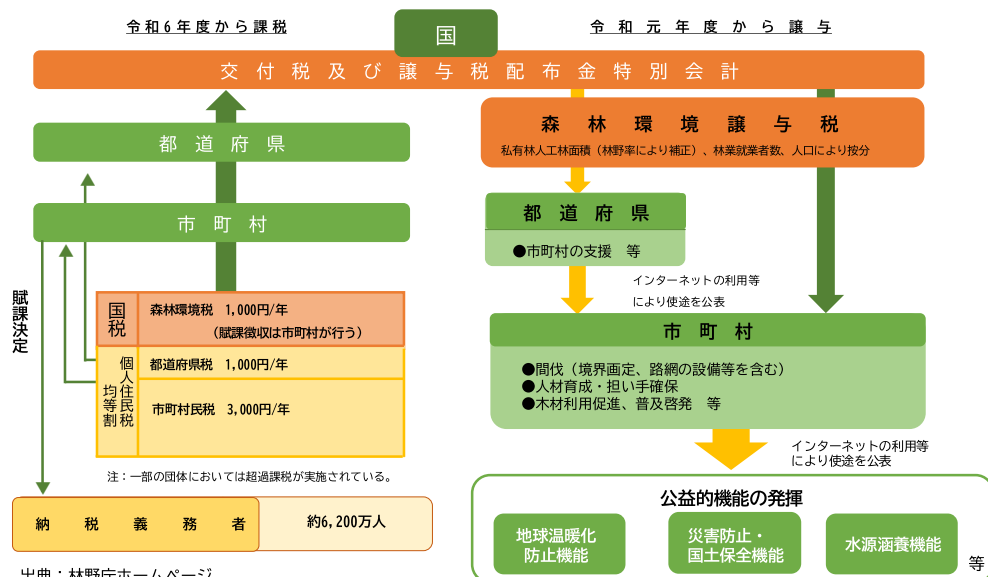 令和6年度から課税
国
令和元年度から譲与
交付税及び譲与税配布金特別会計
都道府県
市町村
賦課決定
国税
森林環境税 1,000円/年
（賦課徴収は市町村が行う）
個人住民税
均等割
都道府県税 1,000円/年
市町村民税 3,000円/年
注：一部の団体においては超過課税が実施されている。
納税義務者
約6,200万人
出典：林野庁ホームページ
森林環境譲与税
私有林人工林面積（林野率により補正）、林業就業者数、人口により按分
都道府県
●市町村の支援 等
インターネットの利用等
により使途を公表
市町村
●間伐（境界画定、路網の設備等を含む）
●人材育成・担い手確保
●木材利用促進、普及啓発 等
インターネットの利用等
により使途を公表
公益的機能の発揮
地球温暖化
防止機能
災害防止・
国土保全機能
水源涵養機能
等